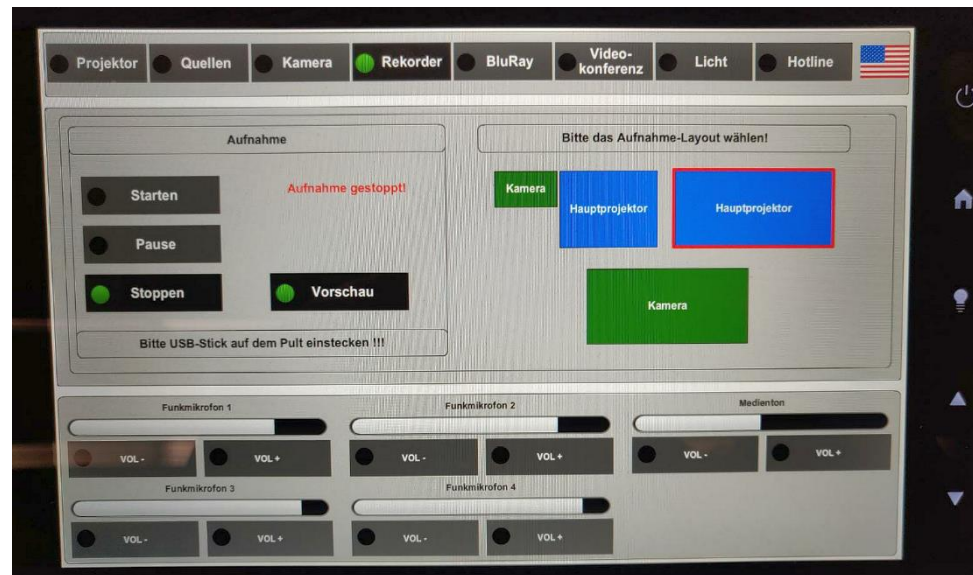 Projektor
Quellen
Kamera
Rekorder
BluRay
Video-
konferenz
Licht
Hotline
Aufnahme
Starten
Aufnahme gestoppt!
Pause
Stoppen
Vorschau
Bitte USB-Stick auf dem Pult einstecken !!!
Bitte das Aufnahme-Layout wählen!
Kamera
Hauptprojektor
Hauptprojektor
Kamera
Funkmikrofon 1
VOL -
VOL +
Funkmikrofon 2
VOL -
VOL +
Medienton
VOL -
VOL +
Funkmikrofon 3
VOL -
VOL +
Funkmikrofon 4
VOL -
VOL +